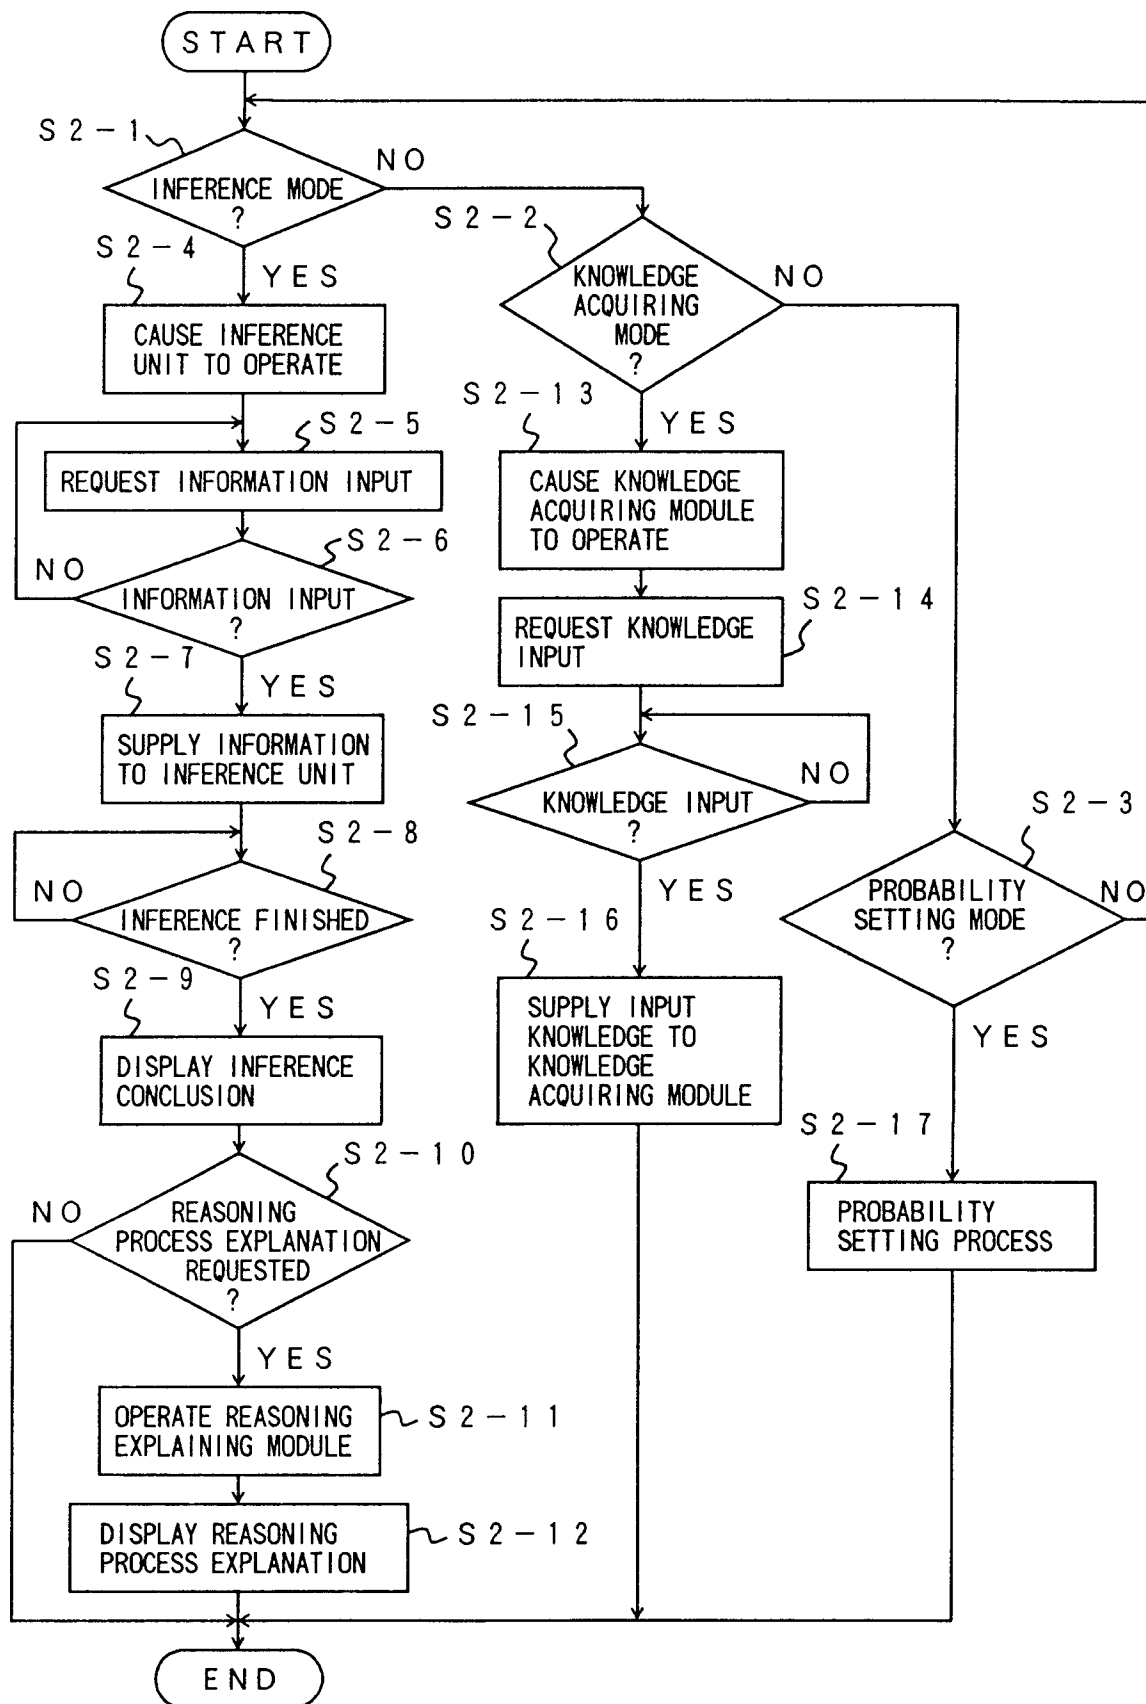 START
S2-1
INFERENCE MODE
?
NO
YES
S2-2
KNOWLEDGE
ACQUIRING
MODE
?
NO
YES
S2-4
CAUSE INFERENCE
UNIT TO OPERATE
S2-5
REQUEST INFORMATION INPUT
S2-6
INFORMATION INPUT
?
NO
YES
S2-7
SUPPLY INFORMATION
TO INFERENCE UNIT
S2-8
INFERENCE FINISHED
?
NO
YES
S2-9
DISPLAY INFERENCE
CONCLUSION
S2-10
REASONING
PROCESS EXPLANATION
REQUESTED
?
NO
YES
OPERATE REASONING
EXPLAINING MODULE
S2-11
DISPLAY REASONING
PROCESS EXPLANATION
S2-12
S2-13
CAUSE KNOWLEDGE
ACQUIRING MODULE
TO OPERATE
S2-14
REQUEST KNOWLEDGE
INPUT
S2-15
KNOWLEDGE INPUT
?
NO
YES
S2-16
SUPPLY INPUT
KNOWLEDGE TO
KNOWLEDGE
ACQUIRING MODULE
S2-3
PROBABILITY
SETTING MODE
?
NO
YES
S2-17
PROBABILITY
SETTING PROCESS
END